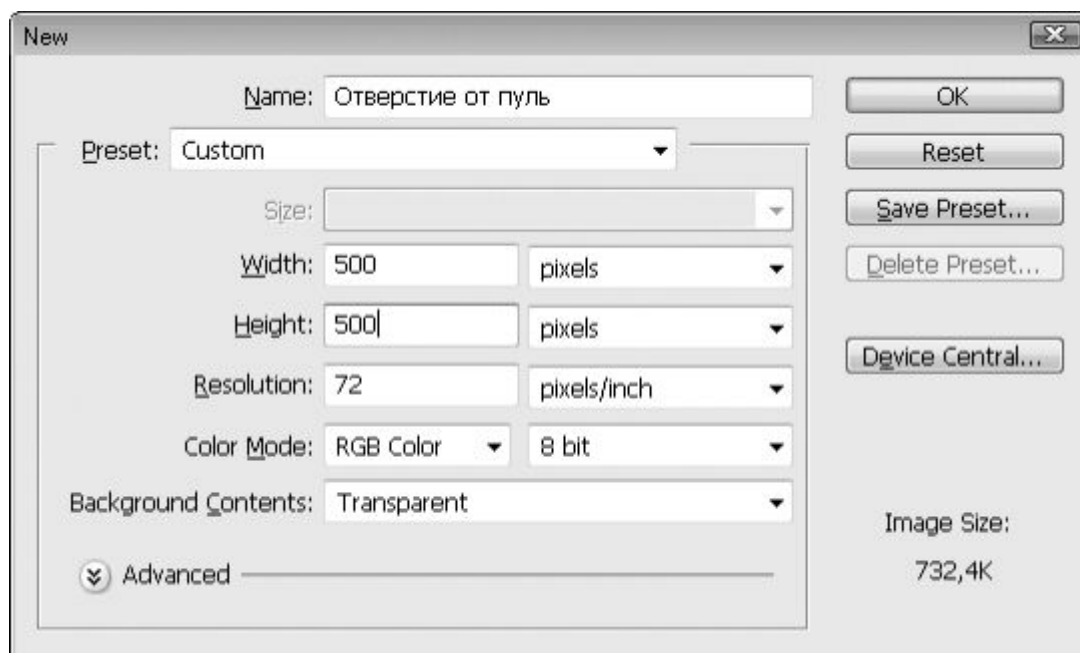 New
Name: Отверстие от пуль
OK
Preset: Custom
Reset
Size:
Save Preset...
Width: 500 pixels
Delete Preset...
Height: 500 pixels
Device Central...
Resolution: 72 pixels/inch
Color Mode: RGB Color 8 bit
Background Contents: Transparent
Image Size:
732,4K
Advanced